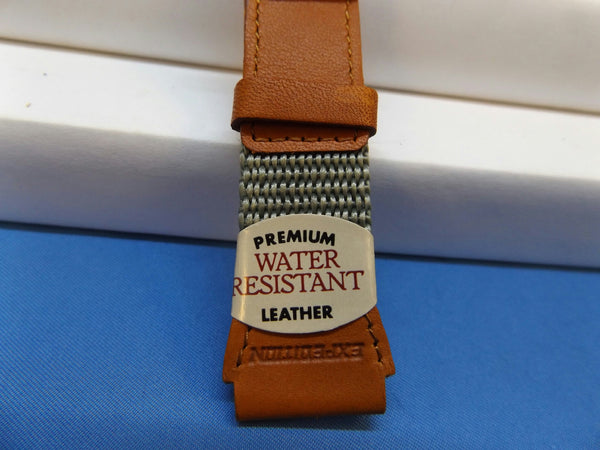 PREMIUM
WATER
RESISTANT
LEATHER
EXPEDITION